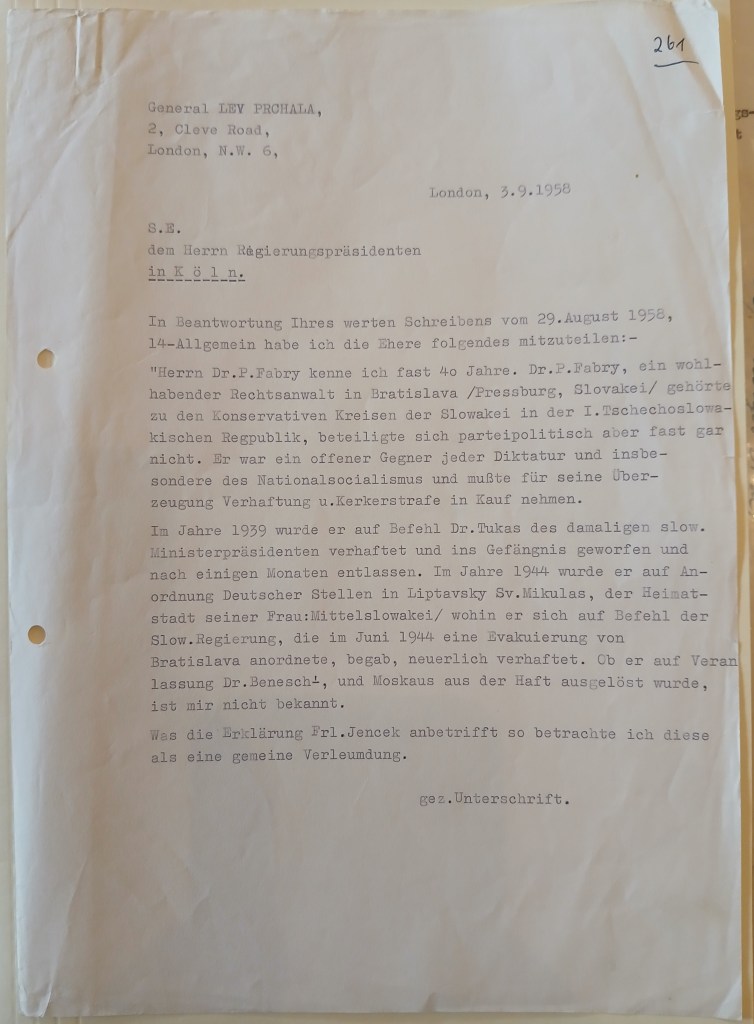 261
General LEV PRCHALA,
2, Cleve Road,
London, N.W. 6,
London, 3.9.1958
S.E.
dem Herrn Regierungspräsidenten
in K ö l n.
In Beantwortung Ihres werten Schreibens vom 29.August 1958,
14-Allgemein habe ich die Ehere folgendes mitzuteilen:-
"Herrn Dr.P.Fabry kenne ich fast 4o Jahre. Dr.P.Fabry, ein wohl-
habender Rechtsanwalt in Bratislava /Pressburg, Slovakei/ gehörte
zu den Konservativen Kreisen der Slowakei in der I.Tschechoslowa-
kischen Regpublik, beteiligte sich parteipolitisch aber fast gar
nicht. Er war ein offener Gegner jeder Diktatur und insbe-
sondere des Nationalsocialismus und mußte für seine Über-
zeugung Verhaftung u.Kerkerstrafe in Kauf nehmen.
Im Jahre 1939 wurde er auf Befehl Dr.Tukas des damaligen slow.
Ministerpräsidenten verhaftet und ins Gefängnis geworfen und
nach einigen Monaten entlassen. Im Jahre 1944 wurde er auf An-
ordnung Deutscher Stellen in Liptavsky Sv.Mikulas, der Heimat-
stadt seiner Frau:Mittelslowakei/ wohin er sich auf Befehl der
Slow.Regierung, die im Juni 1944 eine Evakuierung von
Bratislava anordnete, begab, neuerlich verhaftet. Ob er auf Veran
lassung Dr.Benesch, und Moskaus aus der Haft ausgelöst wurde,
ist mir nicht bekannt.
Was die Erklärung Frl.Jencek anbetrifft so betrachte ich diese
als eine gemeine Verleumdung.
gez.Unterschrift.